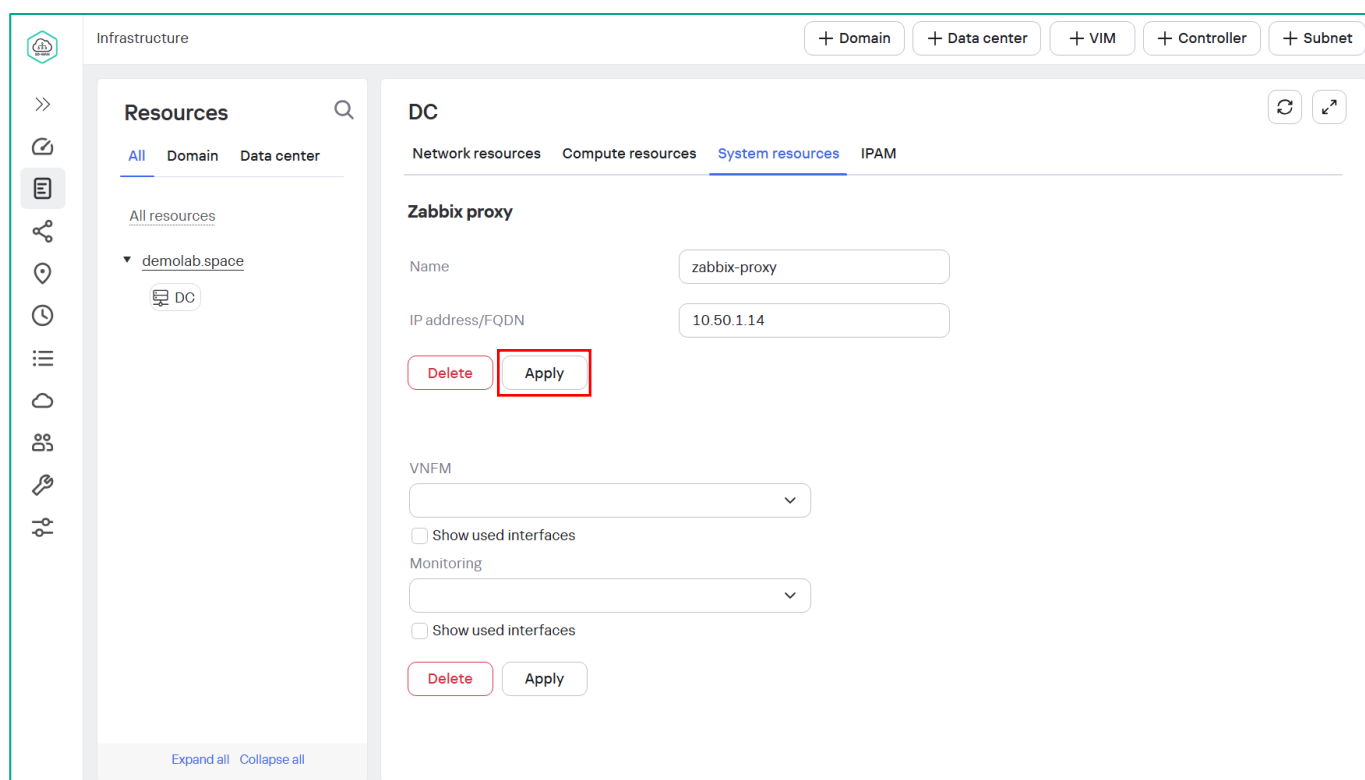 Infrastructure
+ Domain
+ Data center
+ VIM
+ Controller
+ Subnet
Resources
All Domain Data center
All resources
demolab.space
DC
Expand all Collapse all
DC
Network resources Compute resources System resources IPAM
Zabbix proxy
Name zabbix-proxy
IP address/FQDN 10.50.1.14
Delete Apply
VNFM
Show used interfaces
Monitoring
Show used interfaces
Delete Apply